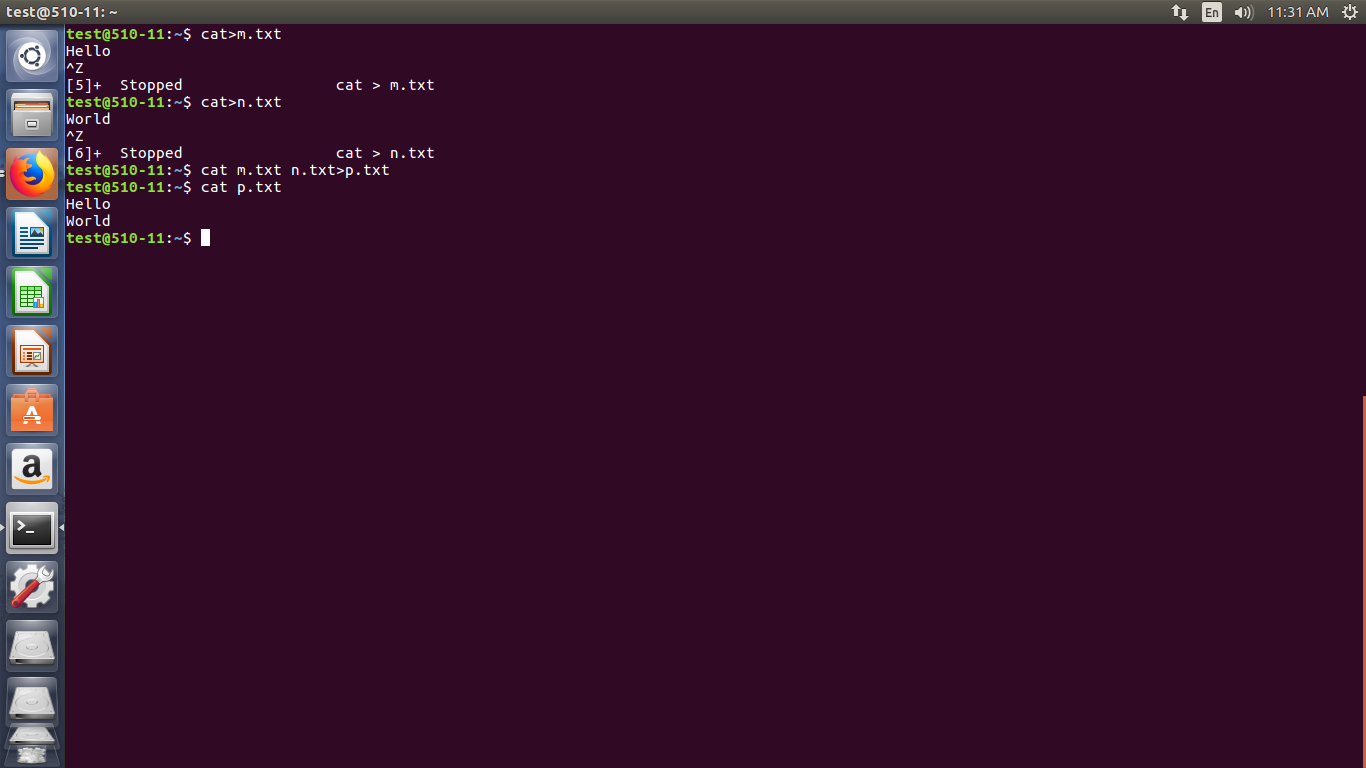 test@510-11: ~
En
11:31 AM
test@510-11:~$ cat>m.txt
Hello
^Z
[5]+  Stopped                 cat > m.txt
test@510-11:~$ cat>n.txt
World
^Z
[6]+  Stopped                 cat > n.txt
test@510-11:~$ cat m.txt n.txt>p.txt
test@510-11:~$ cat p.txt
Hello
World
test@510-11:~$